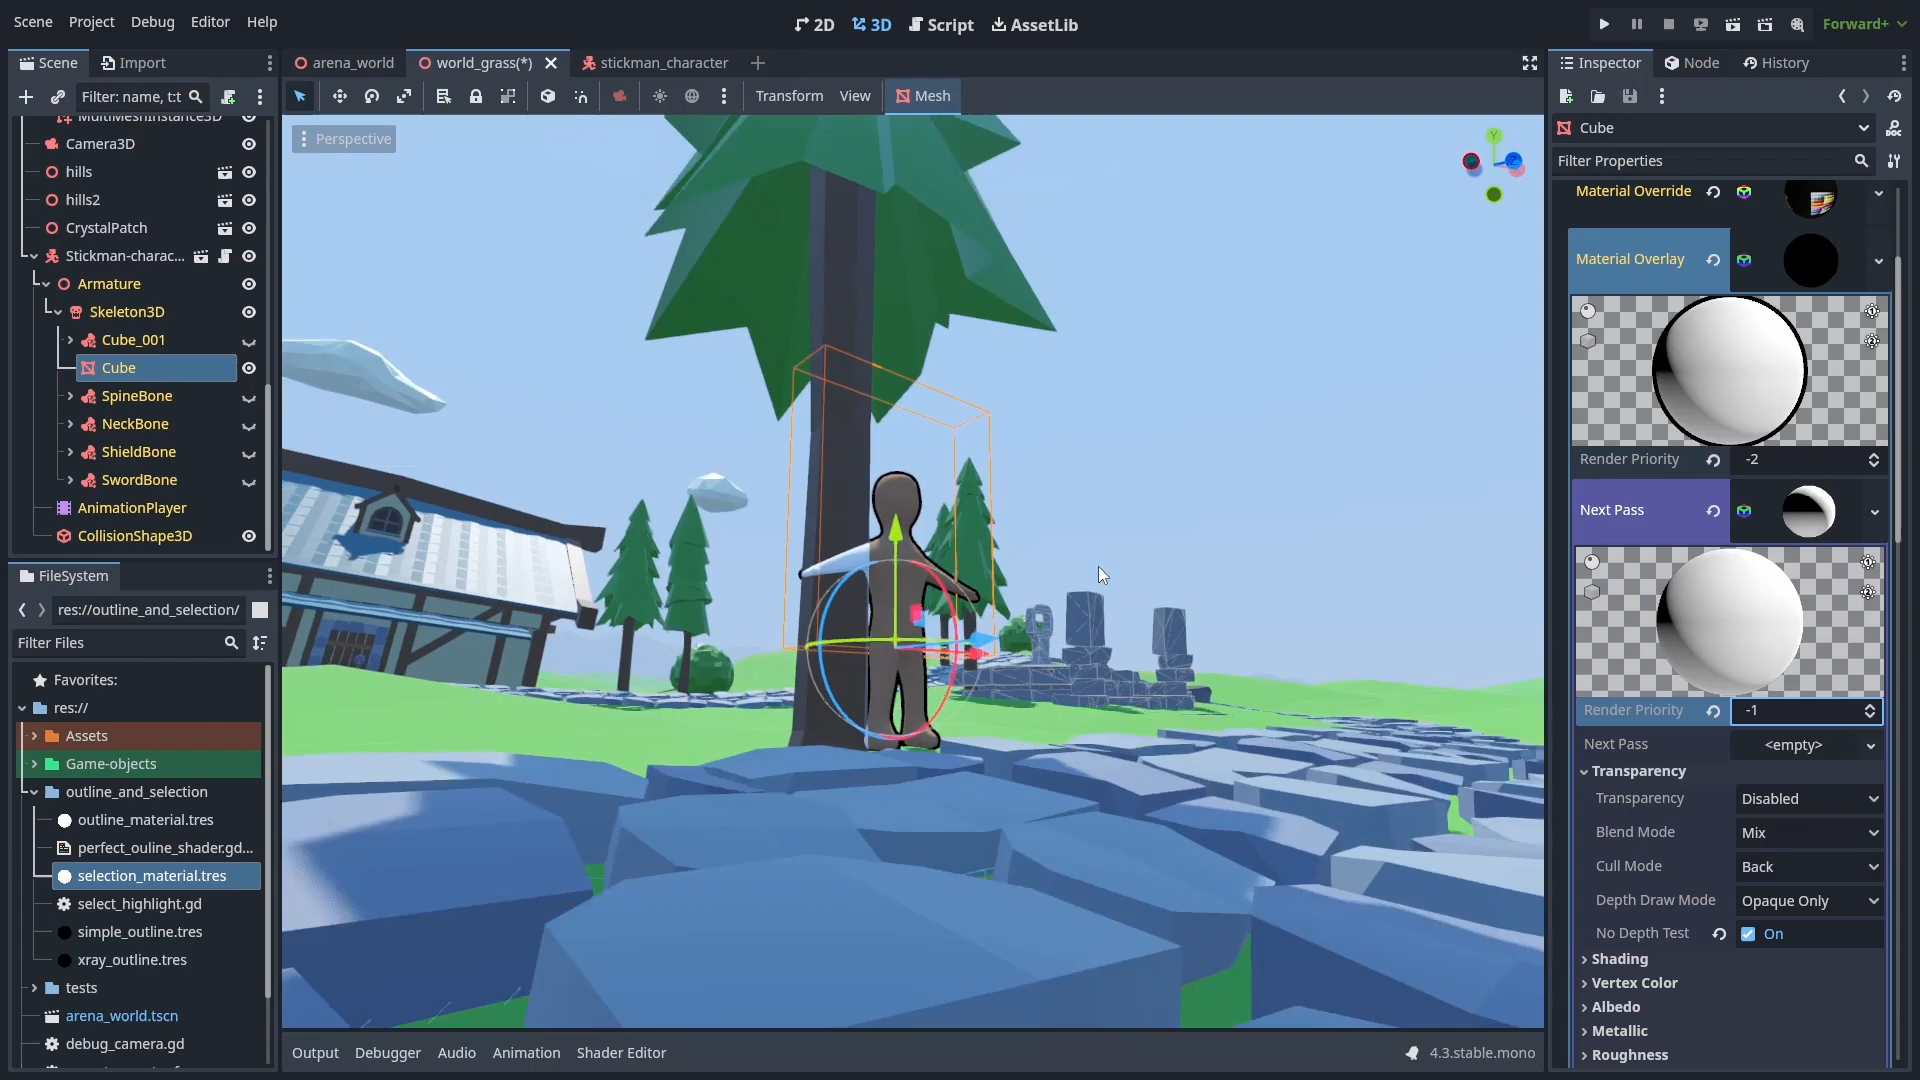 Scene Project Debug Editor Help
2D 3D Script AssetLib
Forward+
Scene Import
arena_world world_grass(*) stickman_character
Inspector Node History
Filter: name, t:t
Transform View Mesh
MultiMeshInstance3D
Camera3D
hills
hills2
CrystalPatch
Stickman-charac...
Armature
Skeleton3D
Cube_001
Cube
SpineBone
NeckBone
ShieldBone
SwordBone
AnimationPlayer
CollisionShape3D
FileSystem
res://outline_and_selection/
Filter Files
Favorites:
res://
Assets
Game-objects
outline_and_selection
outline_material.tres
perfect_ouline_shader.gd...
selection_material.tres
select_highlight.gd
simple_outline.tres
xray_outline.tres
tests
arena_world.tscn
debug_camera.gd
Perspective
Y
Z
Output Debugger Audio Animation Shader Editor
4.3.stable.mono
Cube
Filter Properties
Material Override
Material Overlay
Render Priority -2
Next Pass
Render Priority -1
Next Pass <empty>
Transparency
Transparency Disabled
Blend Mode Mix
Cull Mode Back
Depth Draw Mode Opaque Only
No Depth Test On
Shading
Vertex Color
Albedo
Metallic
Roughness